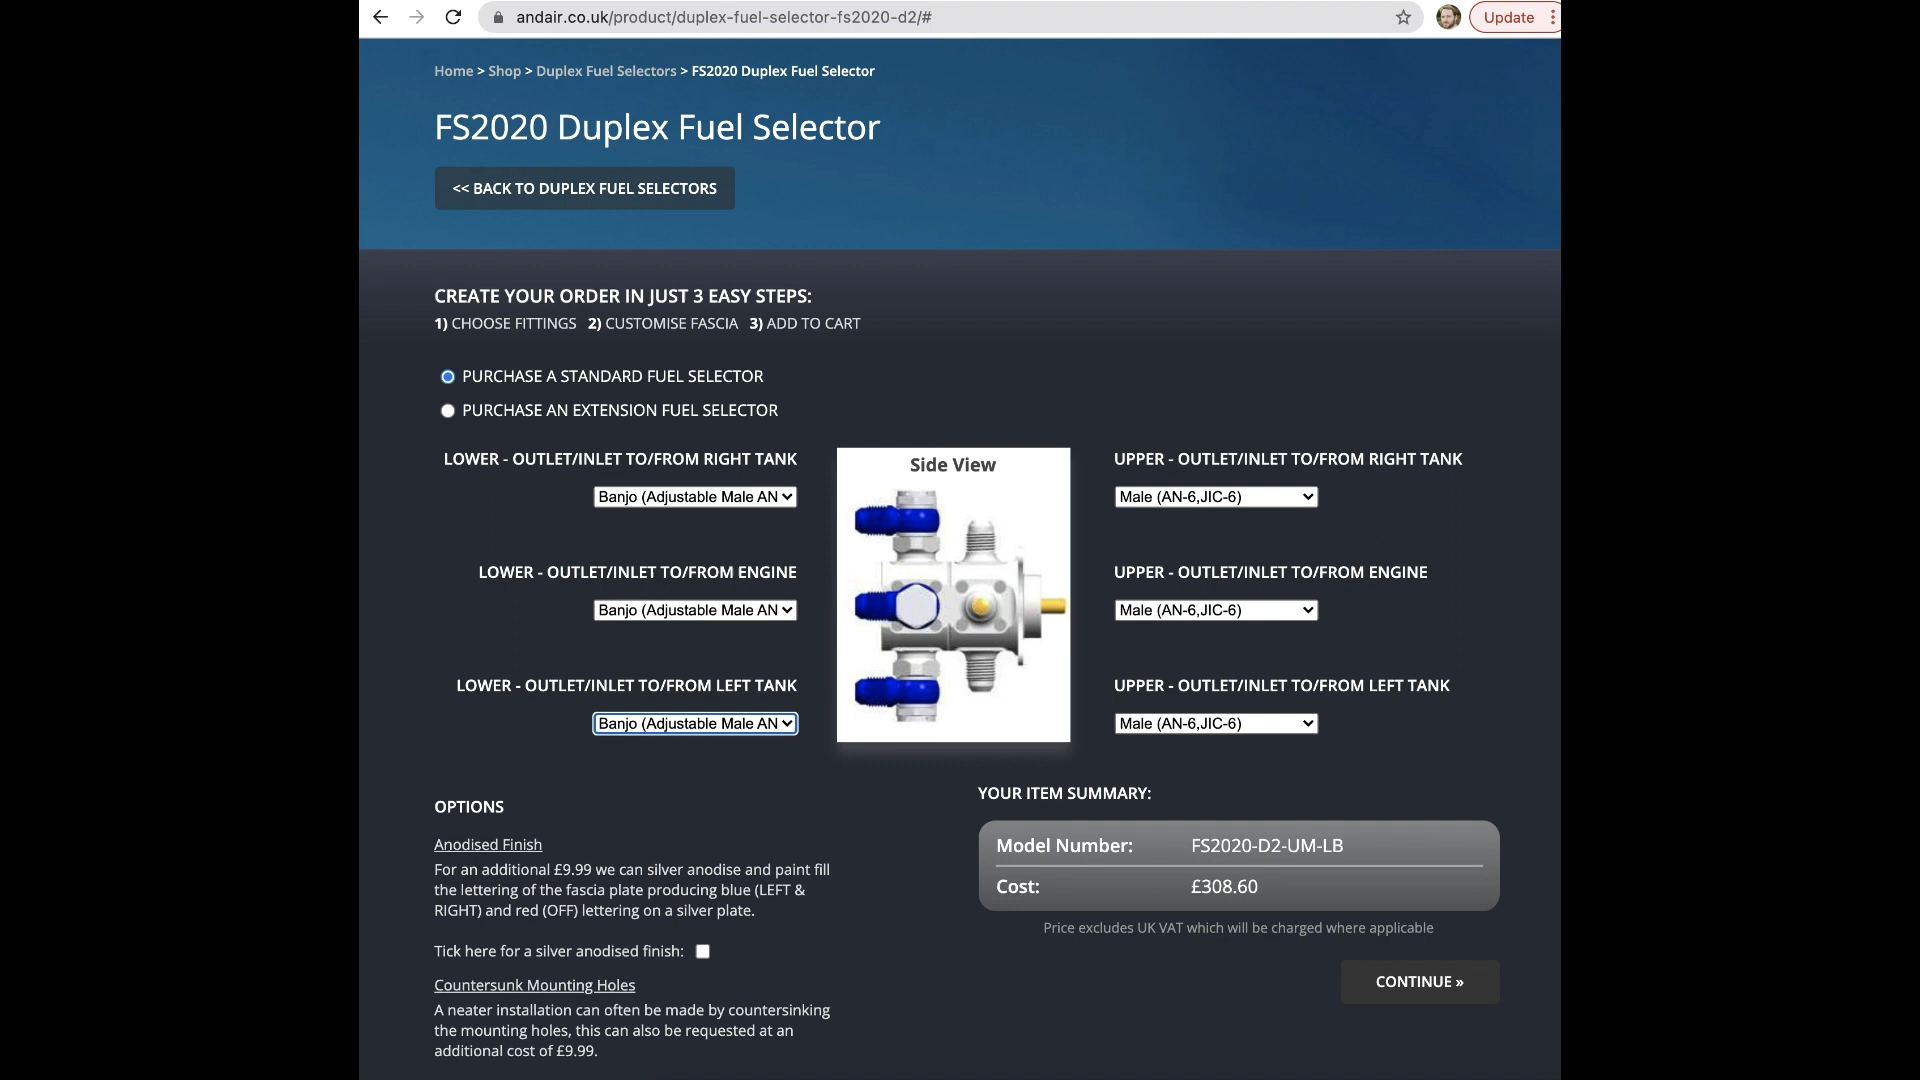 andair.co.uk/product/duplex-fuel-selector-fs2020-d2/#
Update
Home > Shop > Duplex Fuel Selectors > FS2020 Duplex Fuel Selector
FS2020 Duplex Fuel Selector
<< BACK TO DUPLEX FUEL SELECTORS
CREATE YOUR ORDER IN JUST 3 EASY STEPS:
1) CHOOSE FITTINGS 2) CUSTOMISE FASCIA 3) ADD TO CART
PURCHASE A STANDARD FUEL SELECTOR
PURCHASE AN EXTENSION FUEL SELECTOR
LOWER - OUTLET/INLET TO/FROM RIGHT TANK
Banjo (Adjustable Male AN
LOWER - OUTLET/INLET TO/FROM ENGINE
Banjo (Adjustable Male AN
LOWER - OUTLET/INLET TO/FROM LEFT TANK
Banjo (Adjustable Male AN
Side View
UPPER - OUTLET/INLET TO/FROM RIGHT TANK
Male (AN-6,JIC-6)
UPPER - OUTLET/INLET TO/FROM ENGINE
Male (AN-6,JIC-6)
UPPER - OUTLET/INLET TO/FROM LEFT TANK
Male (AN-6,JIC-6)
OPTIONS
Anodised Finish
For an additional £9.99 we can silver anodise and paint fill
the lettering of the fascia plate producing blue (LEFT &
RIGHT) and red (OFF) lettering on a silver plate.
Tick here for a silver anodised finish:
Countersunk Mounting Holes
A neater installation can often be made by countersinking
the mounting holes, this can also be requested at an
additional cost of £9.99.
YOUR ITEM SUMMARY:
Model Number: FS2020-D2-UM-LB
Cost: £308.60
Price excludes UK VAT which will be charged where applicable
CONTINUE »